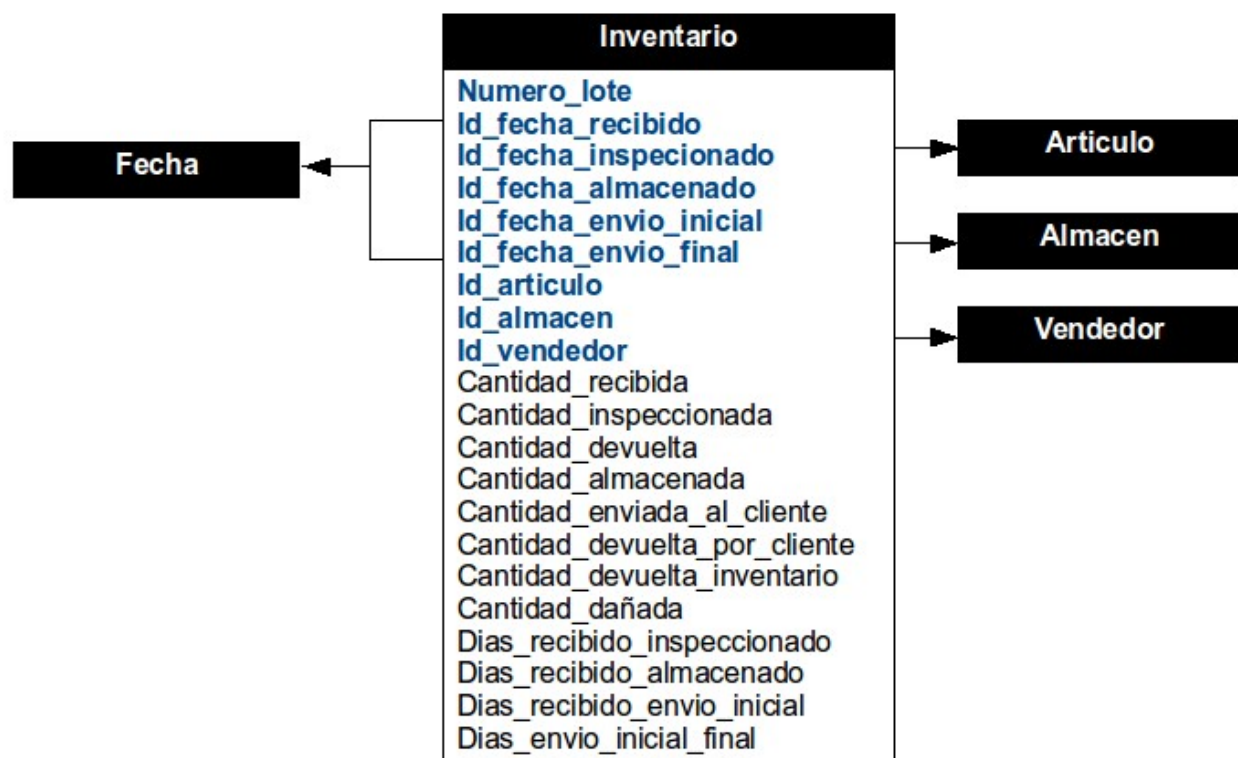 Inventario
Numero_lote
Id_fecha_recibido
Id_fecha_inspecionado
Id_fecha_almacenado
Id_fecha_envio_inicial
Id_fecha_envio_final
Id_articulo
Id_almacen
Id_vendedor
Cantidad_recibida
Cantidad_inspeccionada
Cantidad_devuelta
Cantidad_almacenada
Cantidad_enviada_al_cliente
Cantidad_devuelta_por_cliente
Cantidad_devuelta_inventario
Cantidad_dañada
Dias_recibido_inspeccionado
Dias_recibido_almacenado
Dias_recibido_envio_inicial
Dias_envio_inicial_final
Fecha
Articulo
Almacen
Vendedor